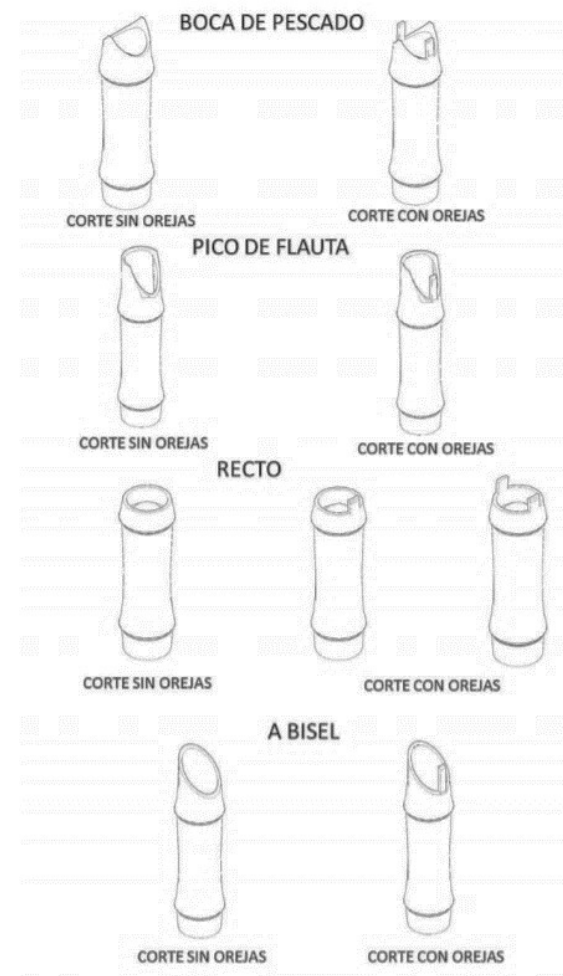 BOCA DE PESCADO
CORTE SIN OREJAS
CORTE CON OREJAS
PICO DE FLAUTA
CORTE SIN OREJAS
CORTE CON OREJAS
RECTO
CORTE SIN OREJAS
CORTE CON OREJAS
A BISEL
CORTE SIN OREJAS
CORTE CON OREJAS